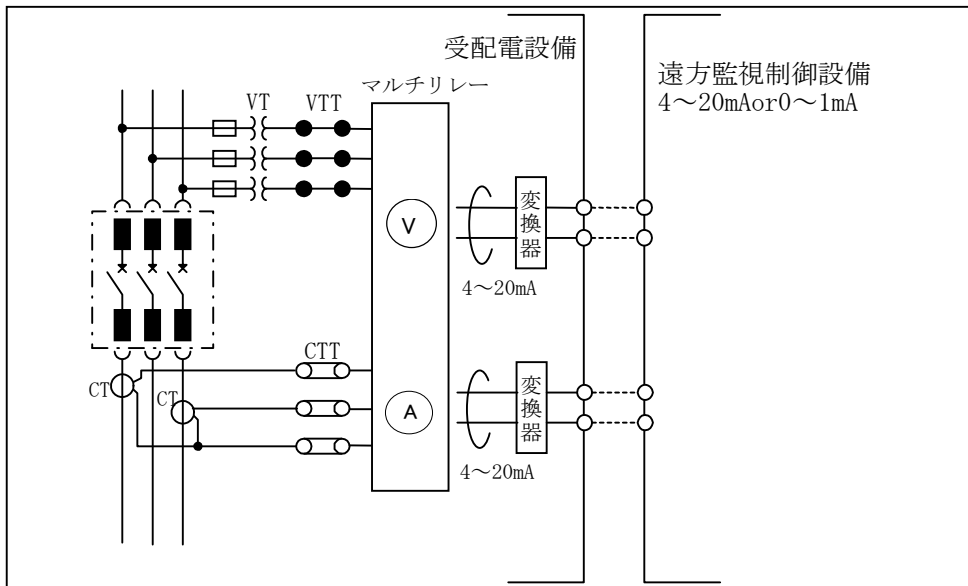 受配電設備
遠方監視制御設備
4～20mAor0～1mA
マルチリレー
VT
VTT
V
変換器
4～20mA
CTT
CT
CT
A
変換器
4～20mA